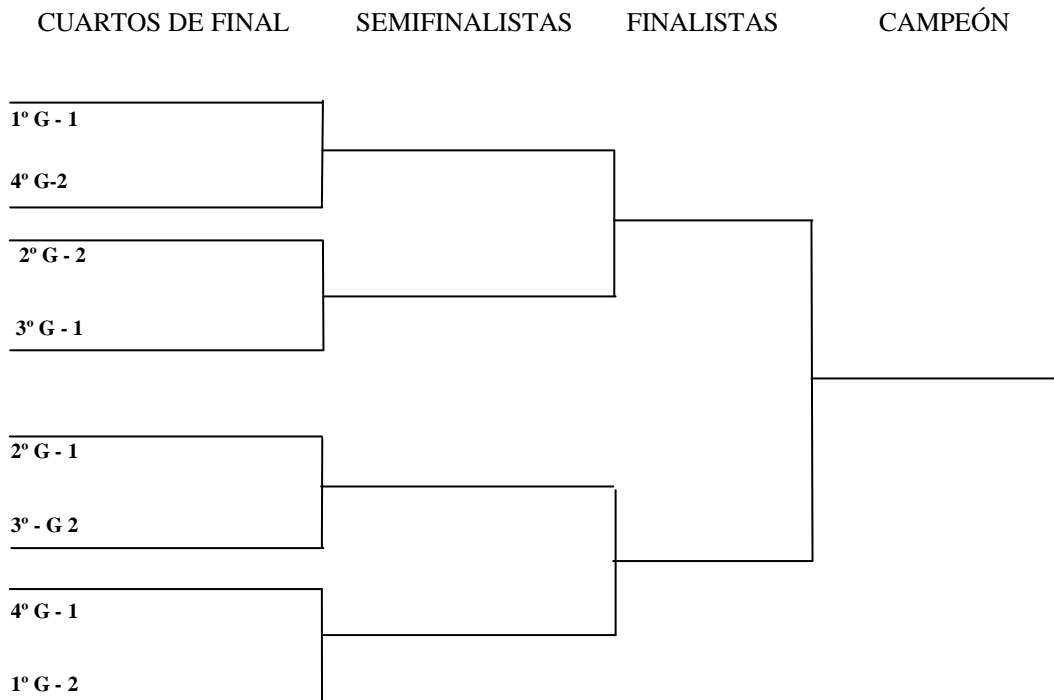 CUARTOS DE FINAL SEMIFINALISTAS FINALISTAS CAMPEÓN
1º G - 1
4º G-2
2º G - 2
3º G - 1
2º G - 1
3º - G 2
4º G - 1
1º G - 2